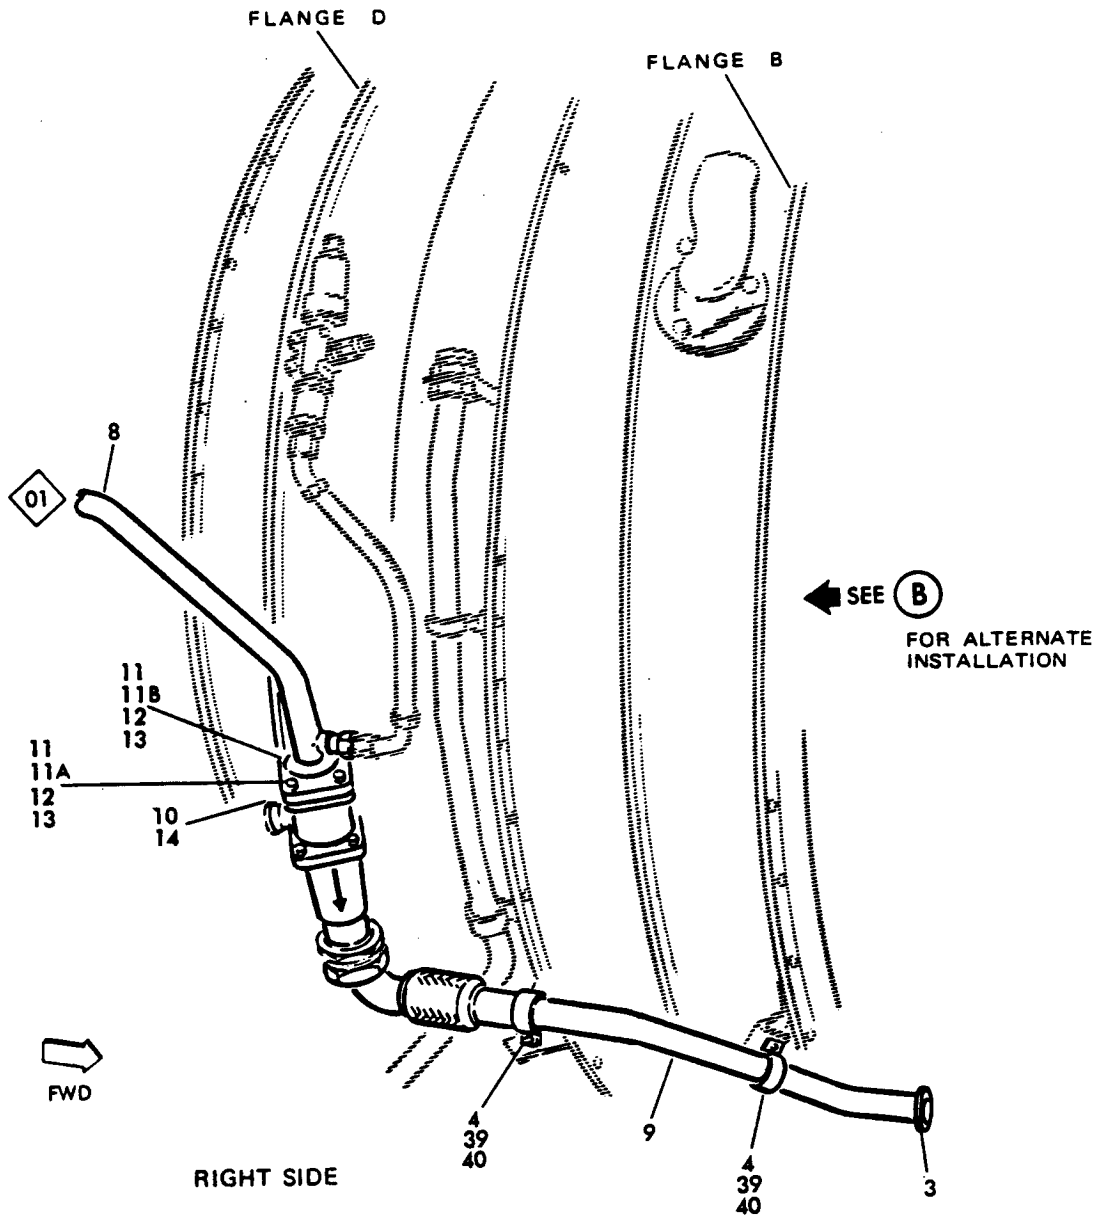 FLANGE D
FLANGE B
8
01
SEE B
FOR ALTERNATE
INSTALLATION
11
11B
12
13
11
11A
12
13
10
14
FWD
4
39
40
9
4
39
40
3
RIGHT SIDE